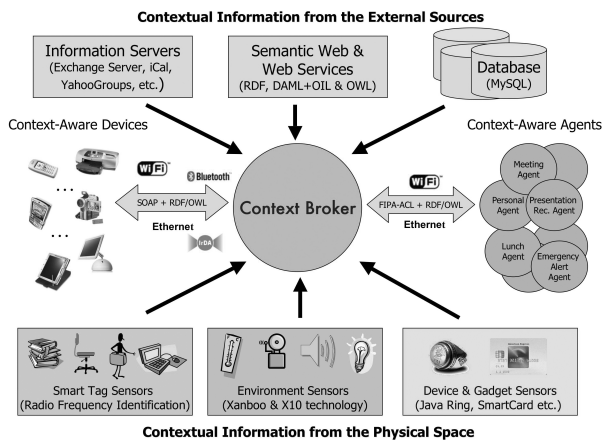 Contextual Information from the External Sources
Information Servers
(Exchange Server, iCal,
YahooGroups, etc.)
Semantic Web &
Web Services
(RDF, DAML+OIL & OWL)
Database
(MySQL)
Context-Aware Devices
Context-Aware Agents
Wi Fi
Bluetooth
SOAP + RDF/OWL
Ethernet
IrDA
Context Broker
Wi Fi
FIPA-ACL + RDF/OWL
Ethernet
Meeting
Agent
Personal
Agent
Presentation
Rec. Agent
Lunch
Agent
Emergency
Alert
Agent
Smart Tag Sensors
(Radio Frequency Identification)
Environment Sensors
(Xanboo & X10 technology)
Device & Gadget Sensors
(Java Ring, SmartCard etc.)
Contextual Information from the Physical Space